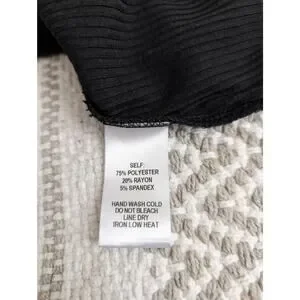 SELF:
75% POLYESTER
20% RAYON
5% SPANDEX
HAND WASH COLD
DO NOT BLEACH
LINE DRY
IRON LOW HEAT